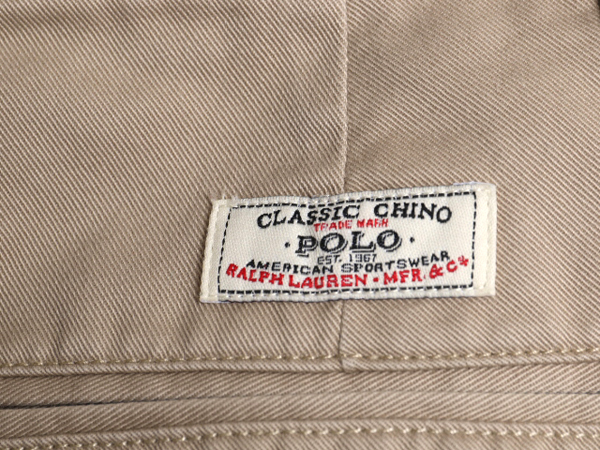 CLASSIC CHINO
TRADE MARK
· POLO ·
EST. 1967
AMERICAN SPORTSWEAR
RALPH LAUREN · MFR. & Co